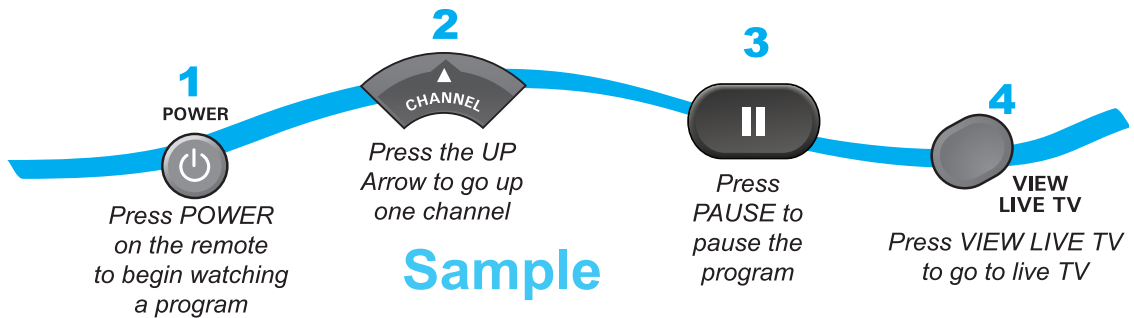 1
POWER
Press POWER
on the remote
to begin watching
a program
2
CHANNEL
Press the UP
Arrow to go up
one channel
Sample
3
Press
PAUSE to
pause the
program
4
VIEW
LIVE TV
Press VIEW LIVE TV
to go to live TV